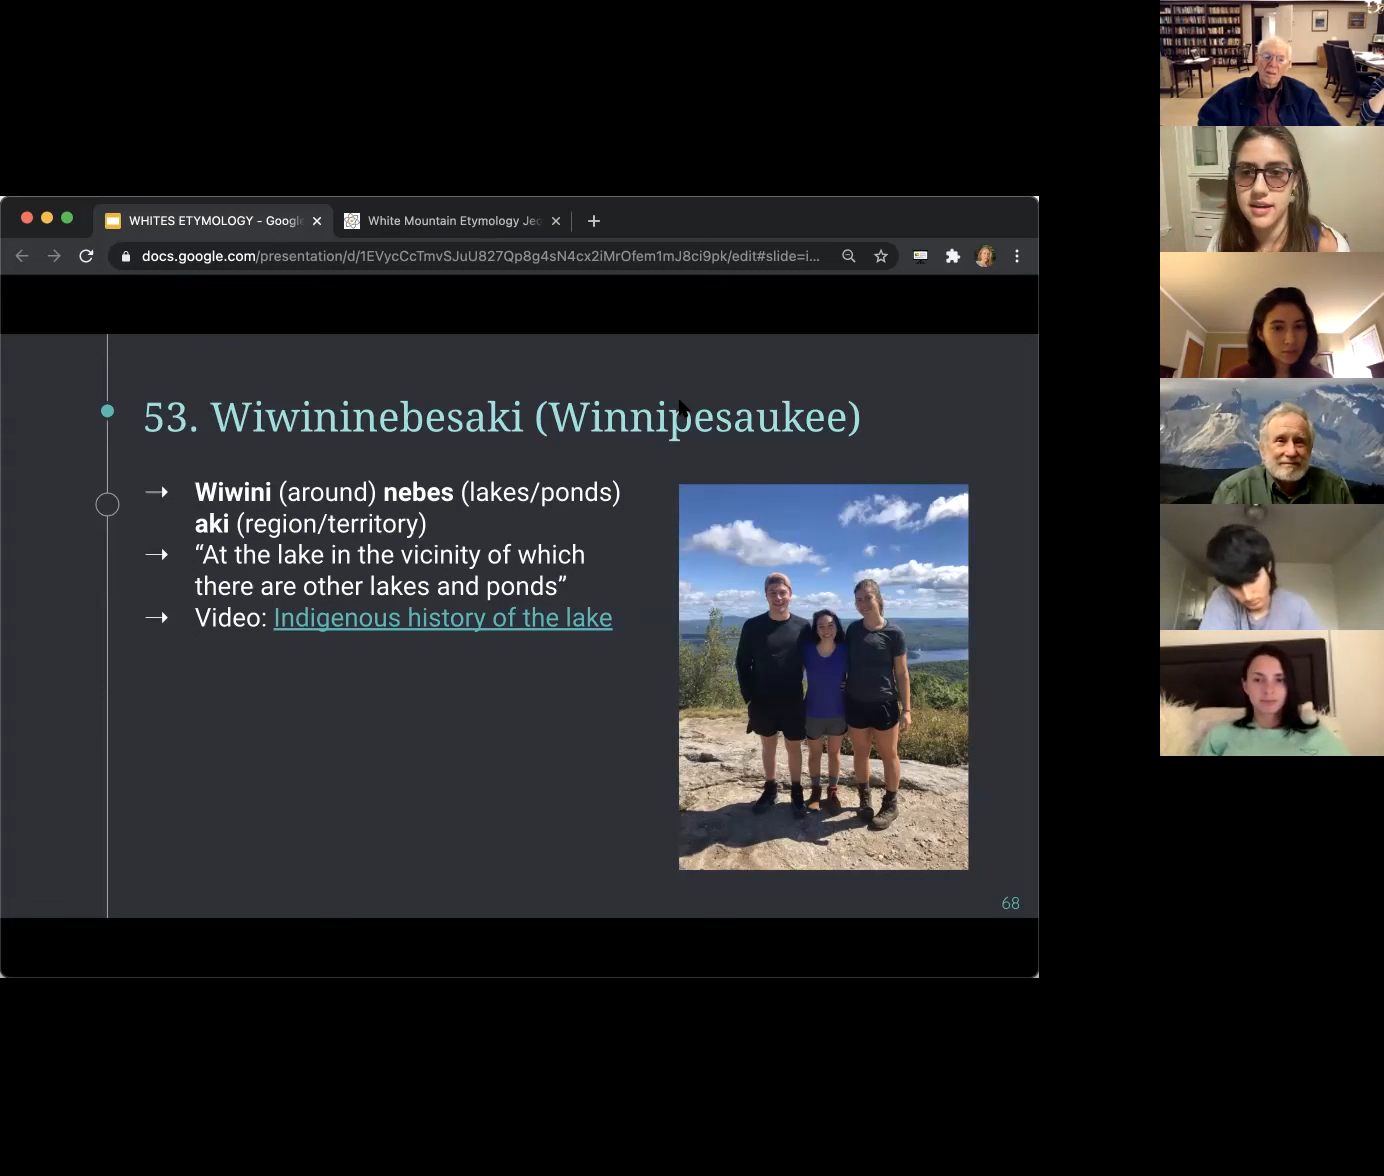 WHITES ETYMOLOGY - Google
White Mountain Etymology Jeo
docs.google.com/presentation/d/1EVycCcTmvSJuU827Qp8g4sN4cx2iMrOfem1mJ8ci9pk/edit#slide=i...
53. Wiwininebesaki (Winnipesaukee)
→ Wiwini (around) nebes (lakes/ponds)
aki (region/territory)
→ “At the lake in the vicinity of which
there are other lakes and ponds”
→ Video: Indigenous history of the lake
68